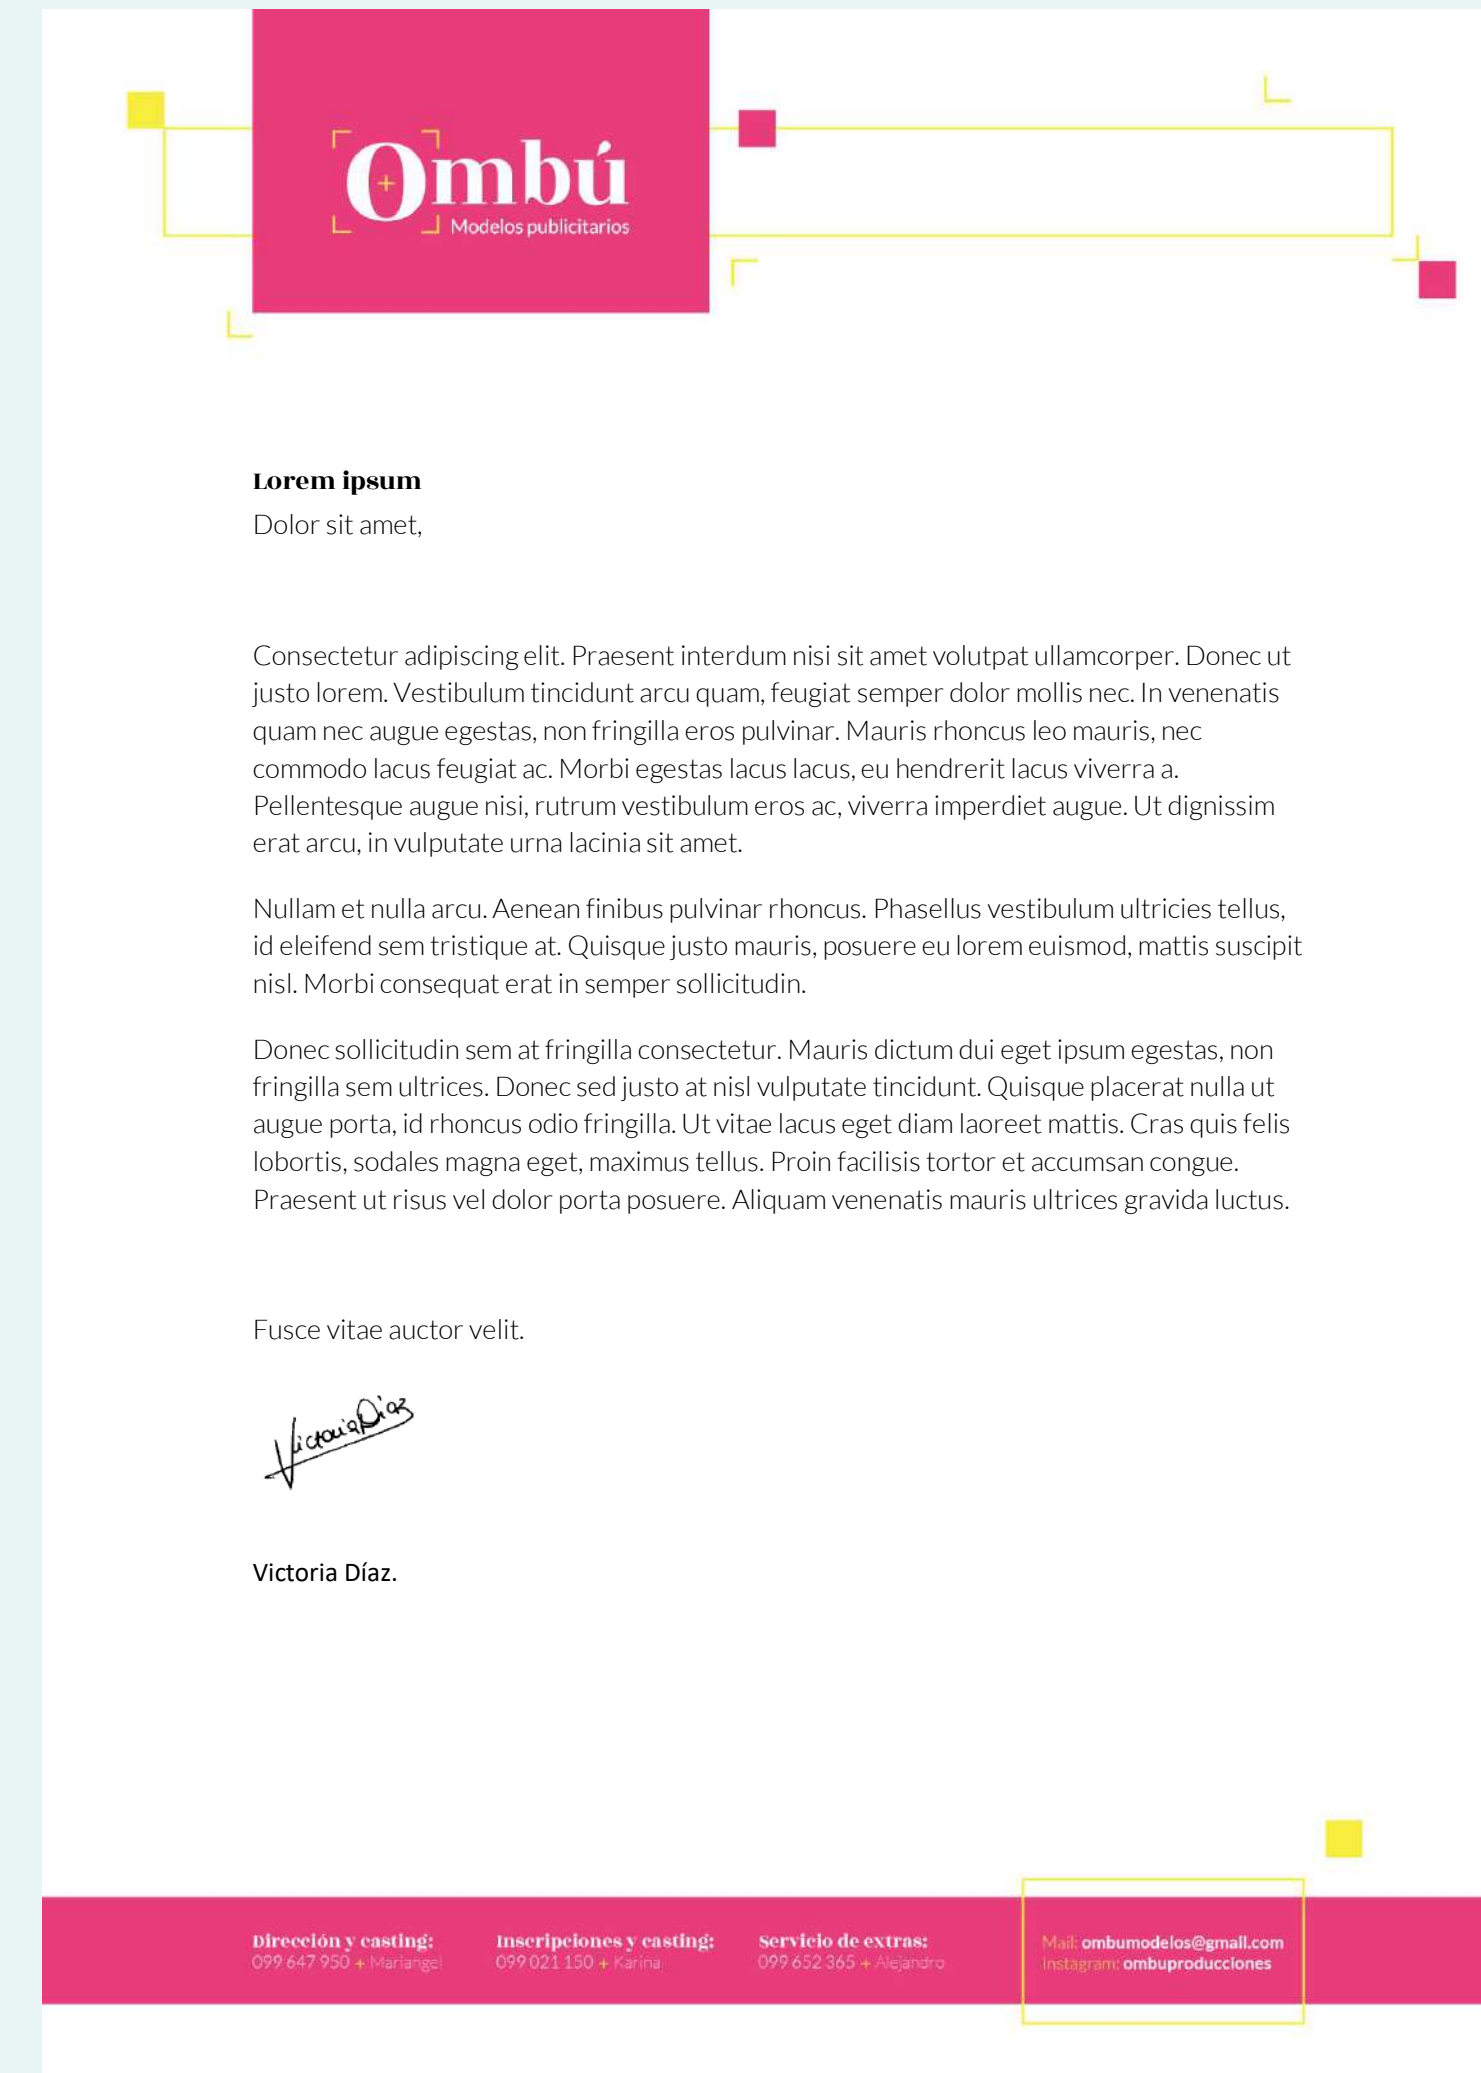 Ombú
Modelos publicitarios
Lorem ipsum
Dolor sit amet,
Consectetur adipiscing elit. Praesent interdum nisi sit amet volutpat ullamcorper. Donec ut
justo lorem. Vestibulum tincidunt arcu quam, feugiat semper dolor mollis nec. In venenatis
quam nec augue egestas, non fringilla eros pulvinar. Mauris rhoncus leo mauris, nec
commodo lacus feugiat ac. Morbi egestas lacus lacus, eu hendrerit lacus viverra a.
Pellentesque augue nisi, rutrum vestibulum eros ac, viverra imperdiet augue. Ut dignissim
erat arcu, in vulputate urna lacinia sit amet.
Nullam et nulla arcu. Aenean finibus pulvinar rhoncus. Phasellus vestibulum ultricies tellus,
id eleifend sem tristique at. Quisque justo mauris, posuere eu lorem euismod, mattis suscipit
nisl. Morbi consequat erat in semper sollicitudin.
Donec sollicitudin sem at fringilla consectetur. Mauris dictum dui eget ipsum egestas, non
fringilla sem ultrices. Donec sed justo at nisl vulputate tincidunt. Quisque placerat nulla ut
augue porta, id rhoncus odio fringilla. Ut vitae lacus eget diam laoreet mattis. Cras quis felis
lobortis, sodales magna eget, maximus tellus. Proin facilisis tortor et accumsan congue.
Praesent ut risus vel dolor porta posuere. Aliquam venenatis mauris ultrices gravida luctus.
Fusce vitae auctor velit.
Victoria Díaz
Victoria Díaz.
Dirección y casting:
099 647 950 + Mariangel
Inscripciones y casting:
099 021 150 + Karina
Servicio de extras:
099 652 365 + Alejandro
Mail: ombumodelos@gmail.com
Instagram: ombuproducciones